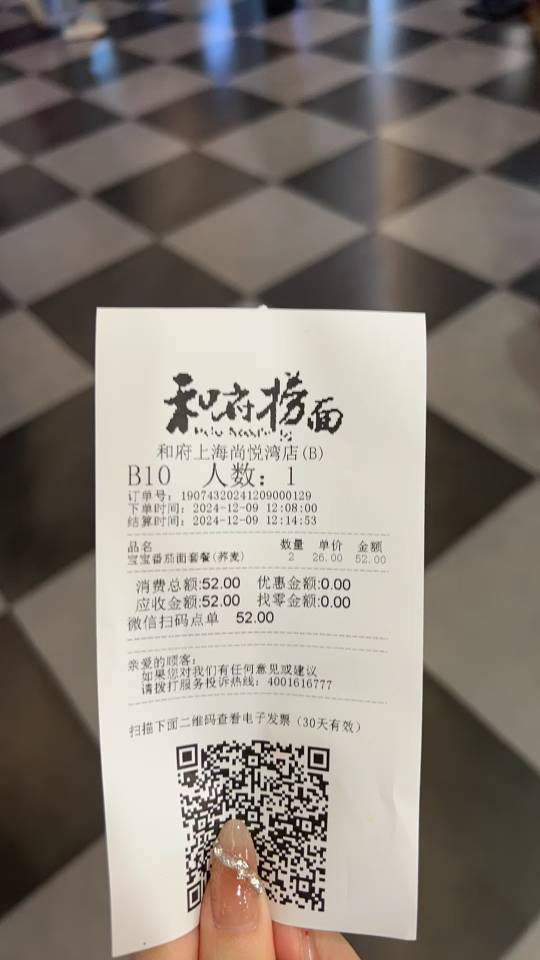 和府捞面
和府上海尚悦湾店(B)
B10 人数：1
订单号：19074320241209000129
下单时间：2024-12-09 12:08:00
结算时间：2024-12-09 12:14:53
品名 数量 单价 金额
宝宝番茄面套餐(荞麦) 2 26.00 52.00
消费总额:52.00 优惠金额:0.00
应收金额:52.00 找零金额:0.00
微信扫码点单 52.00
亲爱的顾客：
如果您对我们有任何意见或建议
请拨打服务投诉热线：4001616777
扫描下面二维码查看电子发票（30天有效）